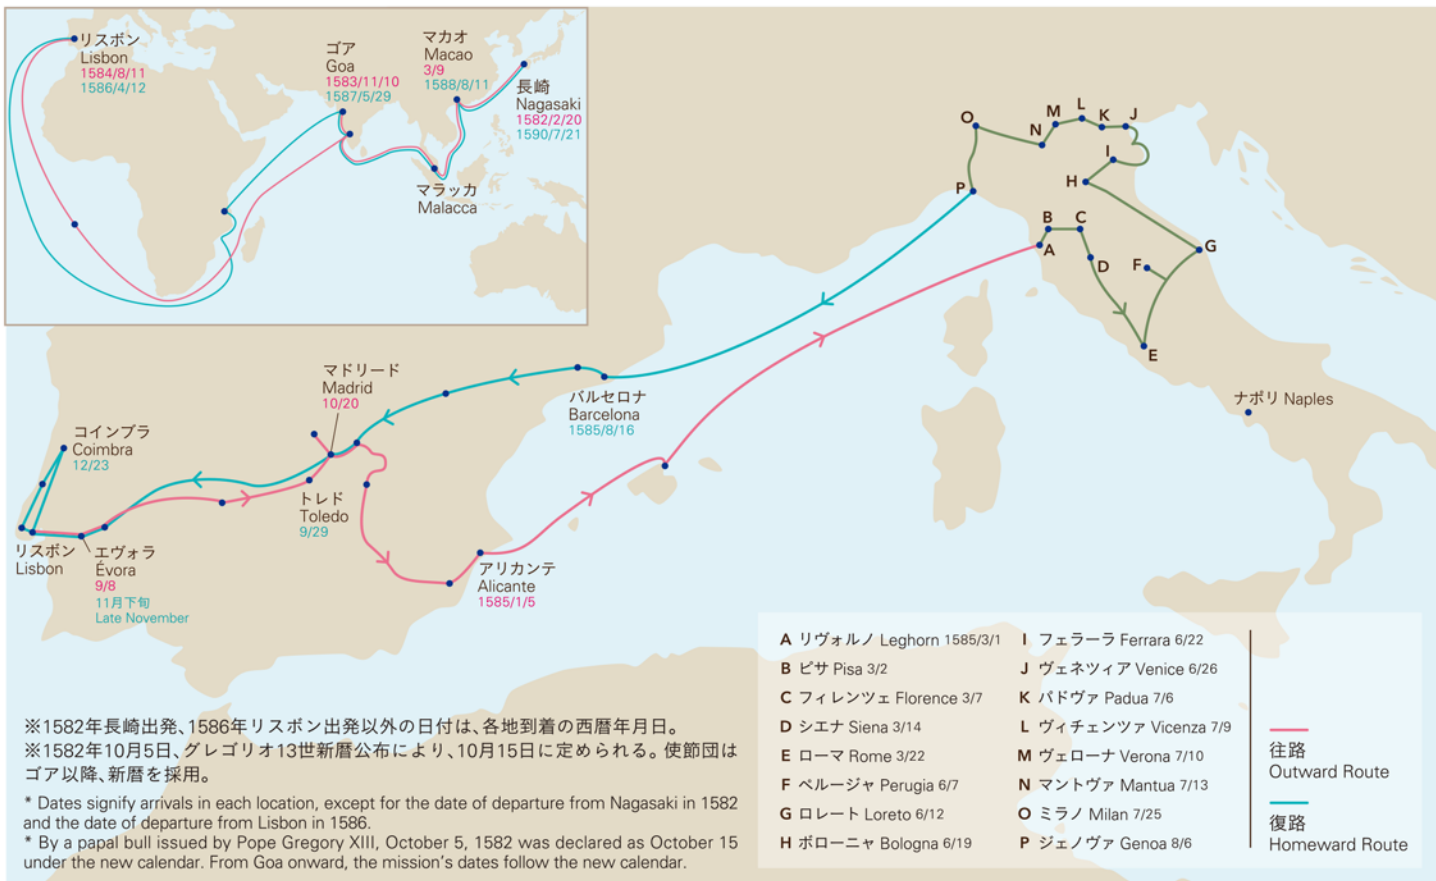 リスボン
Lisbon
1584/8/11
1586/4/12
ゴア
Goa
1583/11/10
1587/5/29
マカオ
Macao
3/9
1588/8/11
長崎
Nagasaki
1582/2/20
1590/7/21
マラッカ
Malacca
O
N
M
L
K
J
I
H
P
B
C
A
D
F
G
E
ナポリ Naples
マドリード
Madrid
10/20
バルセロナ
Barcelona
1585/8/16
コインブラ
Coimbra
12/23
トレド
Toledo
9/29
リスボン
Lisbon
エヴォラ
Évora
9/8
11月下旬
Late November
アリカンテ
Alicante
1585/1/5
A リヴォルノ Leghorn 1585/3/1
B ピサ Pisa 3/2
C フィレンツェ Florence 3/7
D シエナ Siena 3/14
E ローマ Rome 3/22
F ペルージャ Perugia 6/7
G ロレート Loreto 6/12
H ボローニャ Bologna 6/19
I フェラーラ Ferrara 6/22
J ヴェネツィア Venice 6/26
K パドヴァ Padua 7/6
L ヴィチェンツァ Vicenza 7/9
M ヴェローナ Verona 7/10
N マントヴァ Mantua 7/13
O ミラノ Milan 7/25
P ジェノヴァ Genoa 8/6
往路
Outward Route
復路
Homeward Route
※1582年長崎出発、1586年リスボン出発以外の日付は、各地到着の西暦年月日。
※1582年10月5日、グレゴリオ13世新暦公布により、10月15日に定められる。使節団は
ゴア以降、新暦を採用。
* Dates signify arrivals in each location, except for the date of departure from Nagasaki in 1582
and the date of departure from Lisbon in 1586.
* By a papal bull issued by Pope Gregory XIII, October 5, 1582 was declared as October 15
under the new calendar. From Goa onward, the mission's dates follow the new calendar.